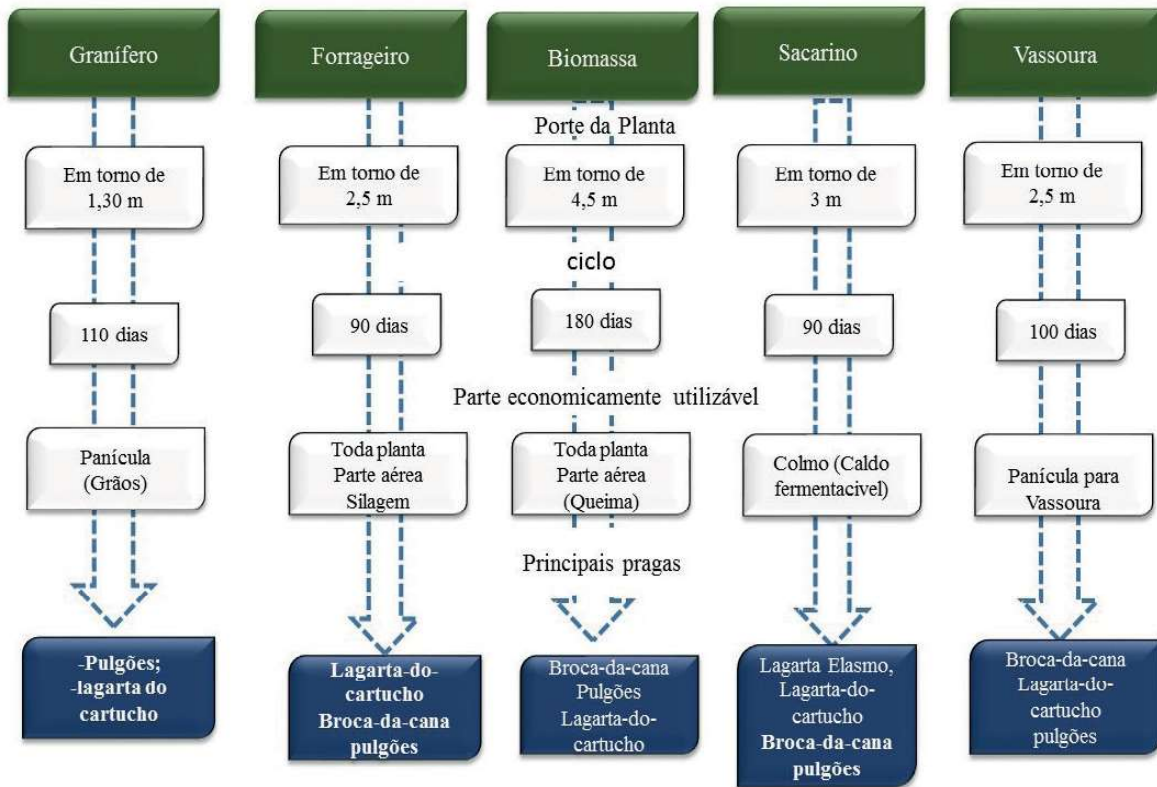 Granífero
Forrageiro
Biomassa
Sacarino
Vassoura
Porte da Planta
Em torno de
1,30 m
Em torno de
2,5 m
Em torno de
4,5 m
Em torno de
3 m
Em torno de
2,5 m
ciclo
110 dias
90 dias
180 dias
90 dias
100 dias
Parte economicamente utilizável
Panícula
(Grãos)
Toda planta
Parte aérea
Silagem
Toda planta
Parte aérea
(Queima)
Colmo (Caldo
fermentacivel)
Panícula para
Vassoura
Principais pragas
-Pulgões;
-lagarta do
cartucho
Lagarta-do-
cartucho
Broca-da-cana
pulgões
Broca-da-cana
Pulgões
Lagarta-do-
cartucho
Lagarta Elasmo,
Lagarta-do-
cartucho
Broca-da-cana
pulgões
Broca-da-cana
Lagarta-do-
cartucho
pulgões